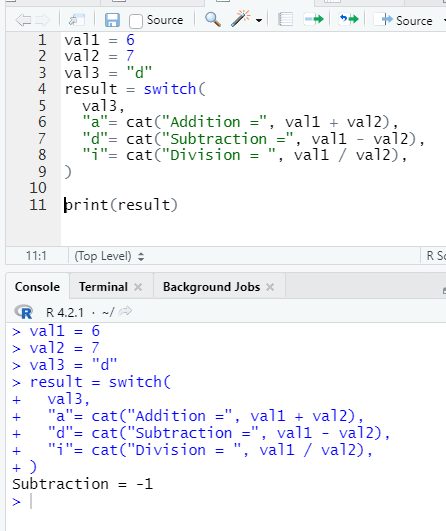 Source
Source
1 val1 = 6
2 val2 = 7
3 val3 = "d"
4 result = switch(
5   val3,
6   "a"= cat("Addition =", val1 + val2),
7   "d"= cat("Subtraction =", val1 - val2),
8   "i"= cat("Division = ", val1 / val2),
9 )
10
11 print(result)
11:1 (Top Level) R Sc
Console Terminal Background Jobs
R R 4.2.1 · ~/
> val1 = 6
> val2 = 7
> val3 = "d"
> result = switch(
+   val3,
+   "a"= cat("Addition =", val1 + val2),
+   "d"= cat("Subtraction =", val1 - val2),
+   "i"= cat("Division = ", val1 / val2),
+ )
Subtraction = -1
>